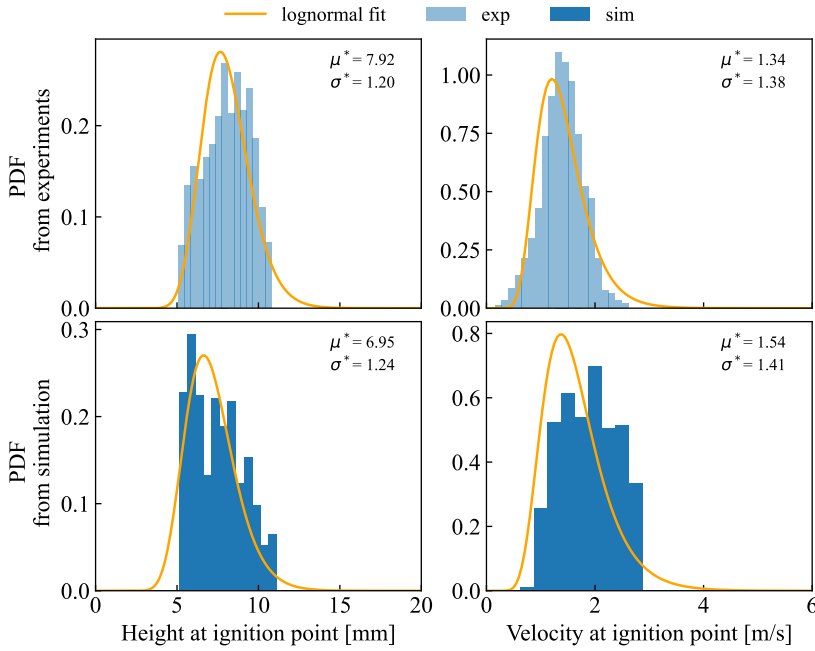 lognormal fit exp sim
PDF
from experiments
0.2
0.1
0.0
μ* = 7.92
σ* = 1.20
1.00
0.75
0.50
0.25
0.00
μ* = 1.34
σ* = 1.38
PDF
from simulation
0.3
0.2
0.1
0.0
μ* = 6.95
σ* = 1.24
0 5 10 15 20
Height at ignition point [mm]
0.8
0.6
0.4
0.2
0.0
μ* = 1.54
σ* = 1.41
0 2 4 6
Velocity at ignition point [m/s]